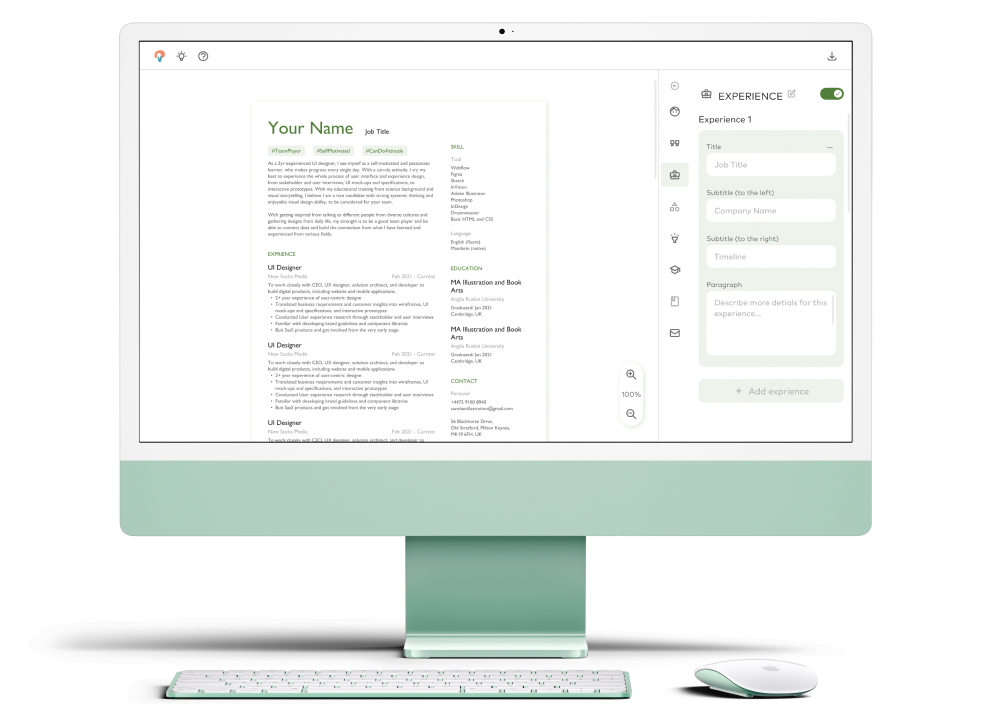 Your Name Job Title
#TeamPlayer #SelfMotivated #CanDoAttitude
As a 3yr experienced UI designer, I see myself as a self-motivated and passionate
learner, who makes progress every single day. With a can-do attitude, I try my
best to experience the whole process of user interface and experience design,
from stakeholder and user interviews, UI mock-ups and specifications, to
interactive prototypes. With my educational training from science background and
visual storytelling, I believe I am a nice candidate with strong systemic thinking and
enjoyable visual design ability, to be considered for your team.
With getting inspired from talking to different people from diverse cultures and
gathering designs from daily life, my strength is to be a good team player and be
able to connect dots and build the connection from what I have learned and
experienced from various fields.
EXPRIENCE
UI Designer
New Socks Media Feb 2021 - Current
To work closely with CEO, UX designer, solution architect, and developer to
build digital products, including website and mobile applications.
• 2+ year experience of user-centric designe
• Translated business requirements and customer insights into wireframes, UI
mock-ups and specifications, and interactive prototypes
• Conducted User experience research through stackholder and user interviews
• Familier with developing brand guidelines and component libraries
• Buit SaaS products and get involved from the very early stage
UI Designer
New Socks Media Feb 2021 - Current
To work closely with CEO, UX designer, solution architect, and developer to
build digital products, including website and mobile applications.
• 2+ year experience of user-centric designe
• Translated business requirements and customer insights into wireframes, UI
mock-ups and specifications, and interactive prototypes
• Conducted User experience research through stackholder and user interviews
• Familier with developing brand guidelines and component libraries
• Buit SaaS products and get involved from the very early stage
UI Designer
New Socks Media Feb 2021 - Current
To work closely with CEO, UX designer, solution architect, and developer to
SKILL
Tool
Webflow
Figma
Sketch
InVision
Adobe Illustrator
Photoshop
InDesign
Dreamweaver
Basic HTML and CSS
Language
English (fluent)
Mandarin (native)
EDUCATION
MA Illustration and Book
Arts
Anglia Ruskin University
Graduated/ Jan 2021
Cambridge, UK
MA Illustration and Book
Arts
Anglia Ruskin University
Graduated/ Jan 2021
Cambridge, UK
CONTACT
Personal
+4475 9100 8960
56 Blackhorse Drive,
Old Stratford, Milton Keynes,
MK19 6FH, UK
100%
EXPERIENCE
Experience 1
Title
Job Title
Subtitle (to the left)
Company Name
Subtitle (to the right)
Timeline
Paragraph
Describe more detials for this
experience...
+ Add exprience